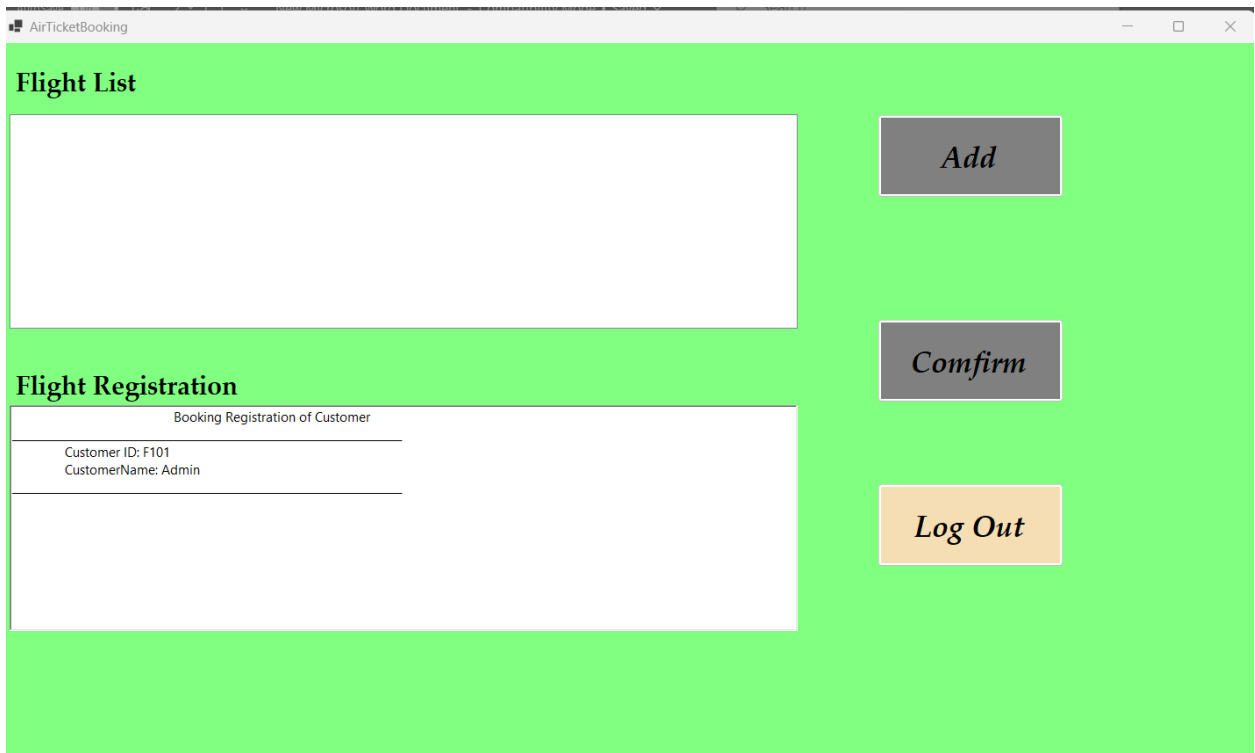 AirTicketBooking
Flight List
Add
Comfirm
Flight Registration
Booking Registration of Customer
Customer ID: F101
CustomerName: Admin
Log Out